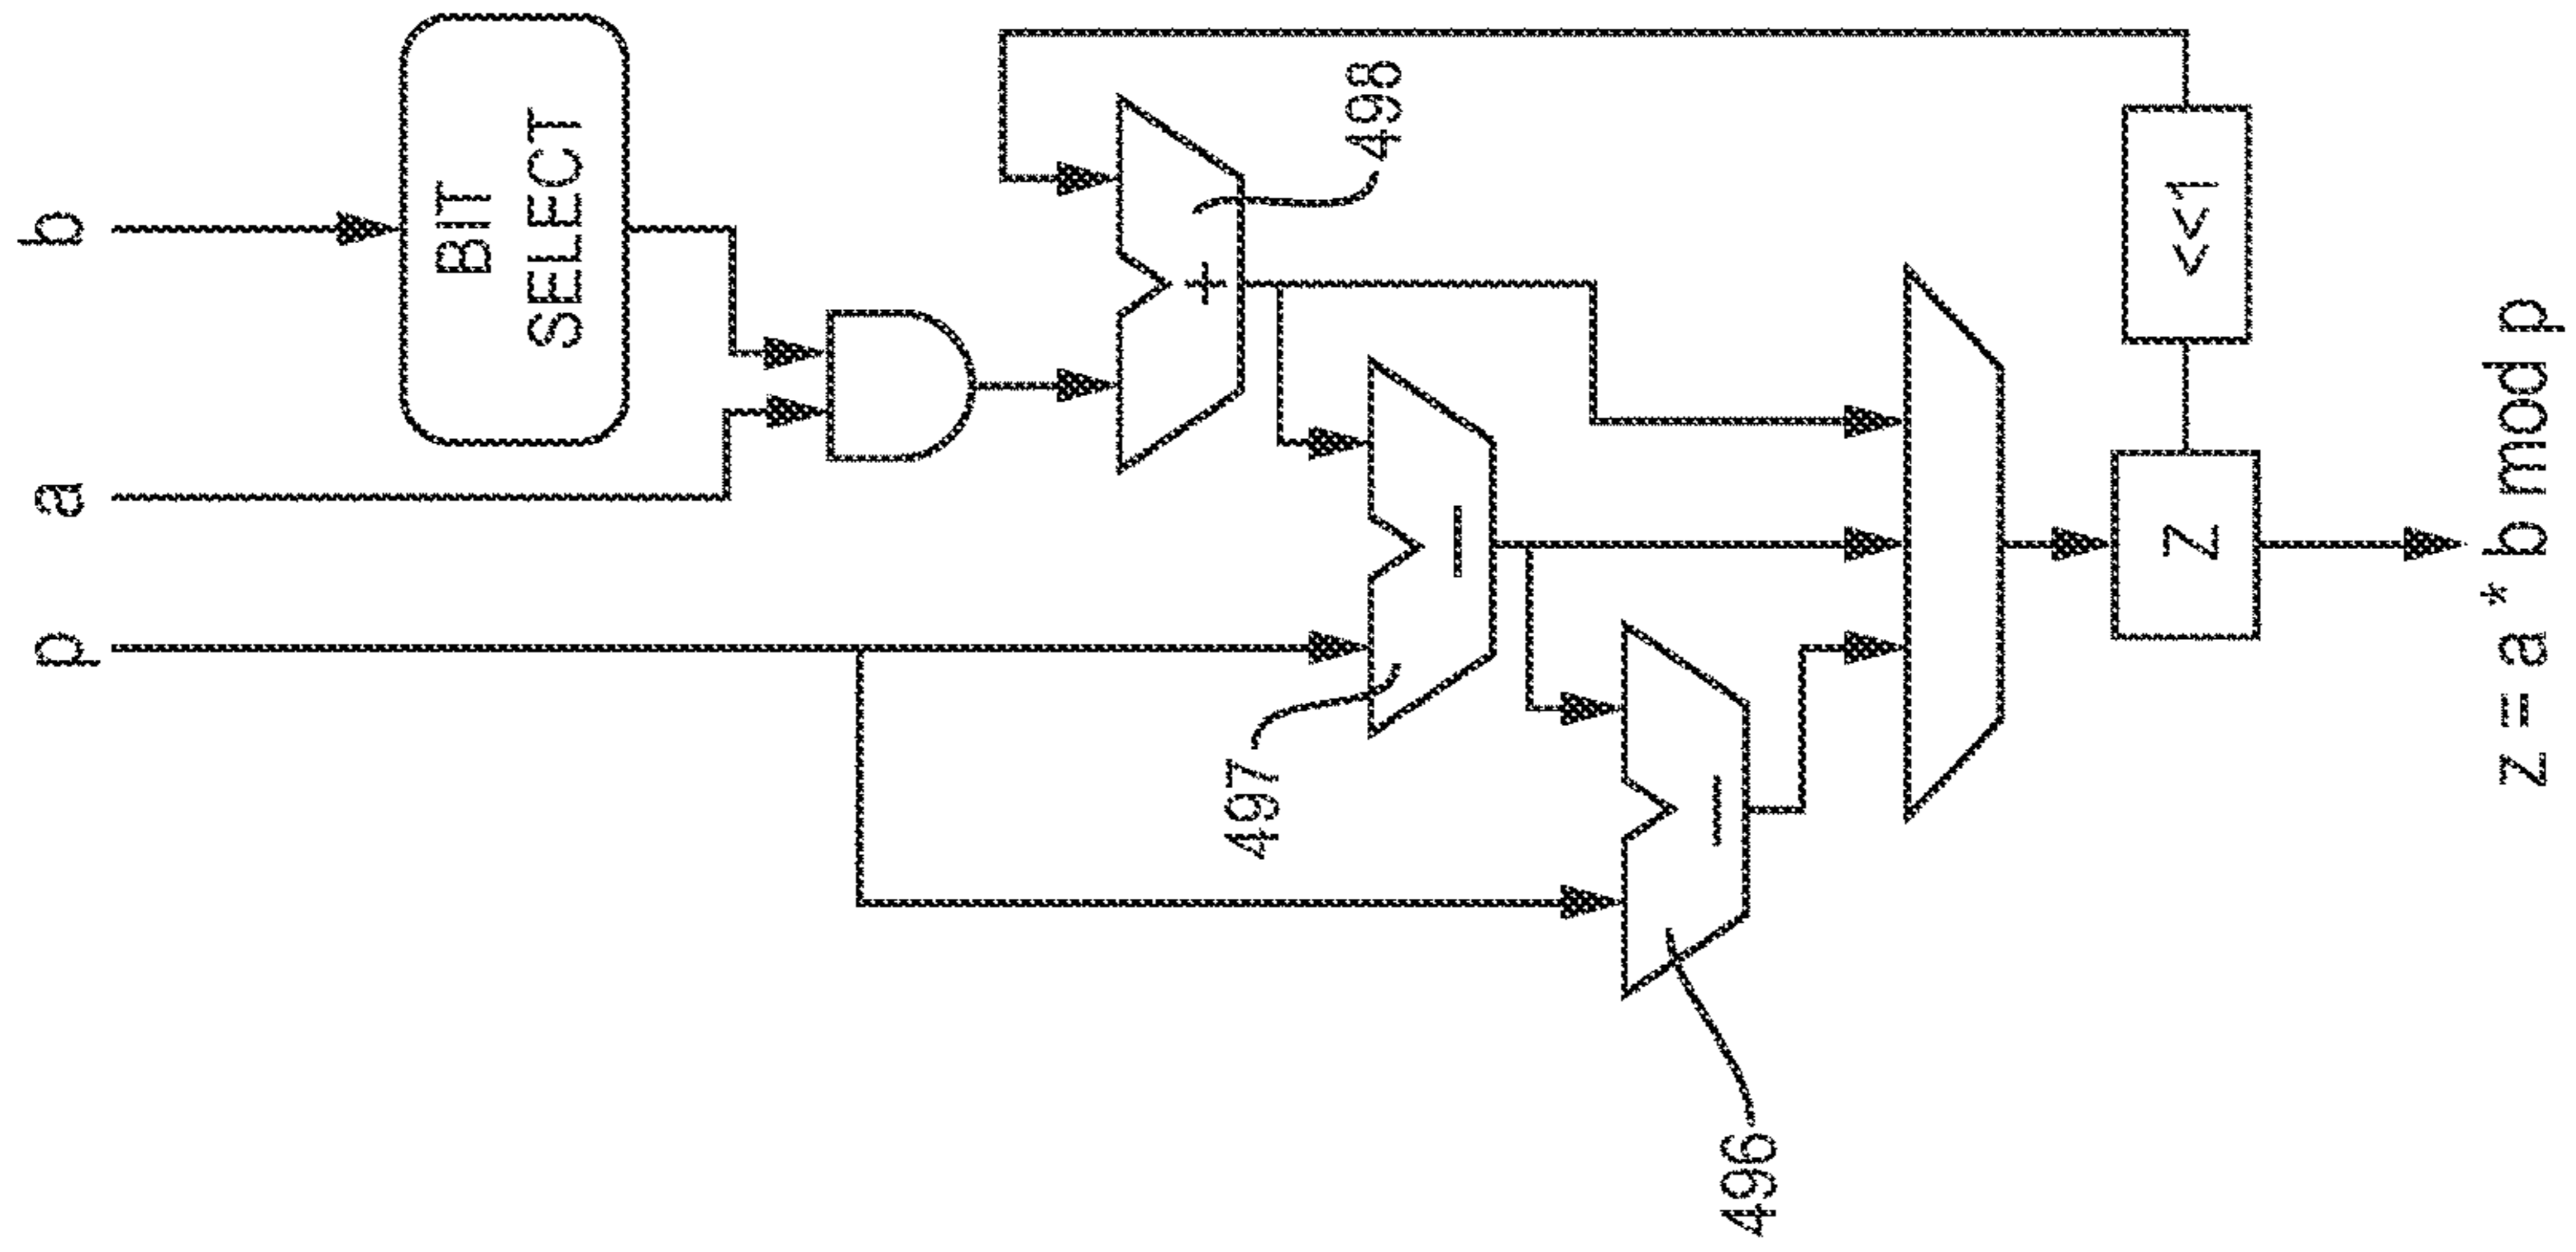 p
a
b
BIT
SELECT
+
498
−
497
−
496
Z
<<1
z = a * b mod p